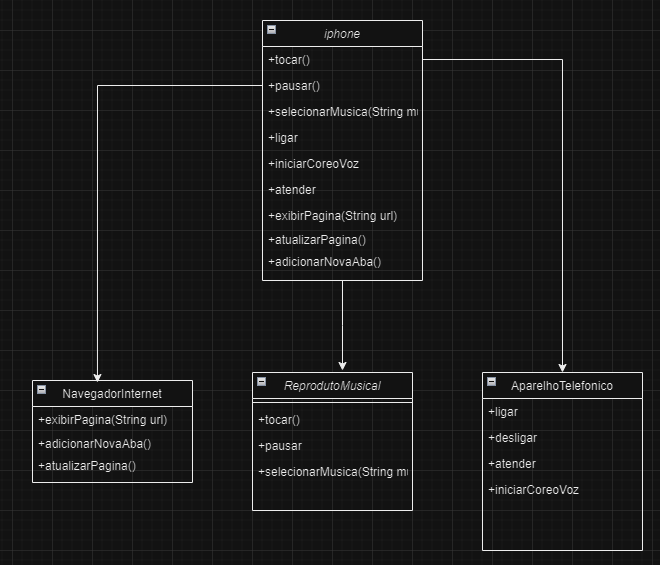 iphone
+tocar()
+pausar()
+selecionarMusica(String mu
+ligar
+iniciarCoreoVoz
+atender
+exibirPagina(String url)
+atualizarPagina()
+adicionarNovaAba()
NavegadorInternet
+exibirPagina(String url)
+adicionarNovaAba()
+atualizarPagina()
ReprodutoMusical
+tocar()
+pausar
+selecionarMusica(String mu
AparelhoTelefonico
+ligar
+desligar
+atender
+iniciarCoreoVoz